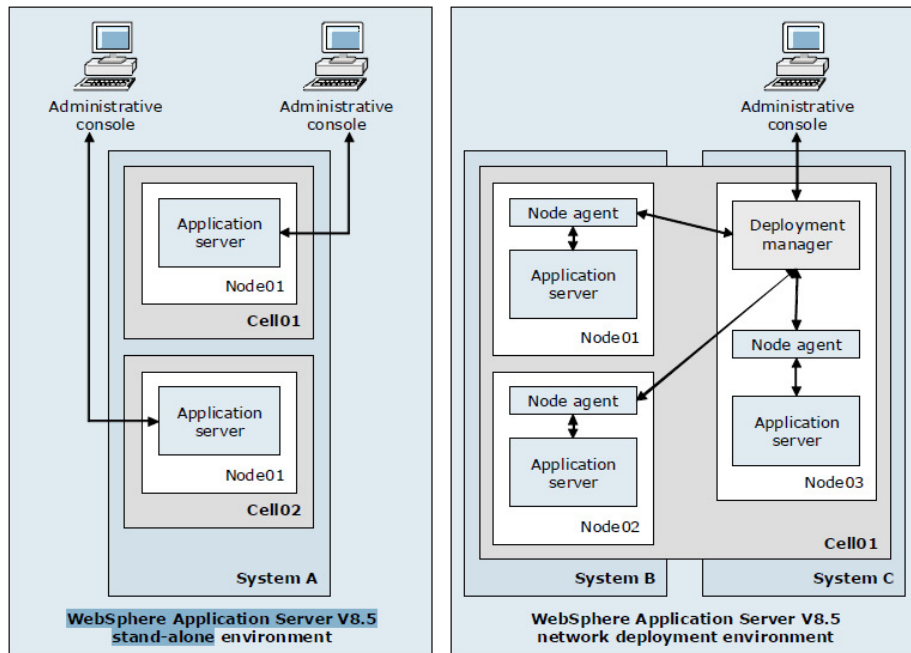 Administrative
console
Administrative
console
Application
server
Node01
Cell01
Application
server
Node01
Cell02
System A
WebSphere Application Server V8.5
stand-alone environment
Administrative
console
Node agent
Application
server
Node01
Node agent
Application
server
Node02
Deployment
manager
Node agent
Application
server
Node03
Cell01
System B
System C
WebSphere Application Server V8.5
network deployment environment